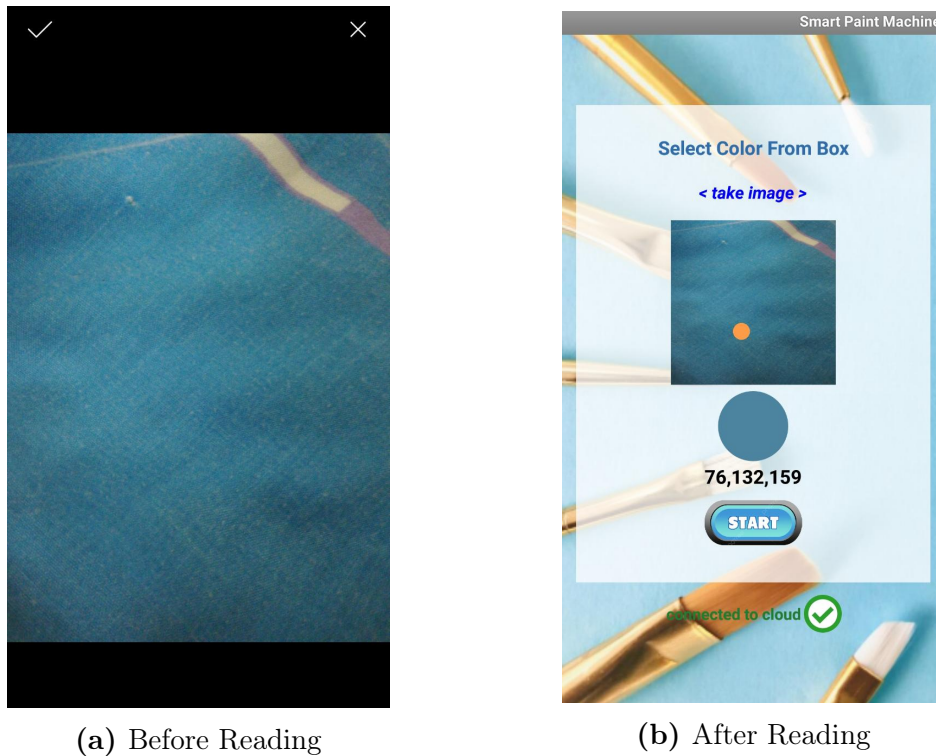 Smart Paint Machine
Select Color From Box
< take image >
76,132,159
START
connected to cloud
(a) Before Reading
(b) After Reading